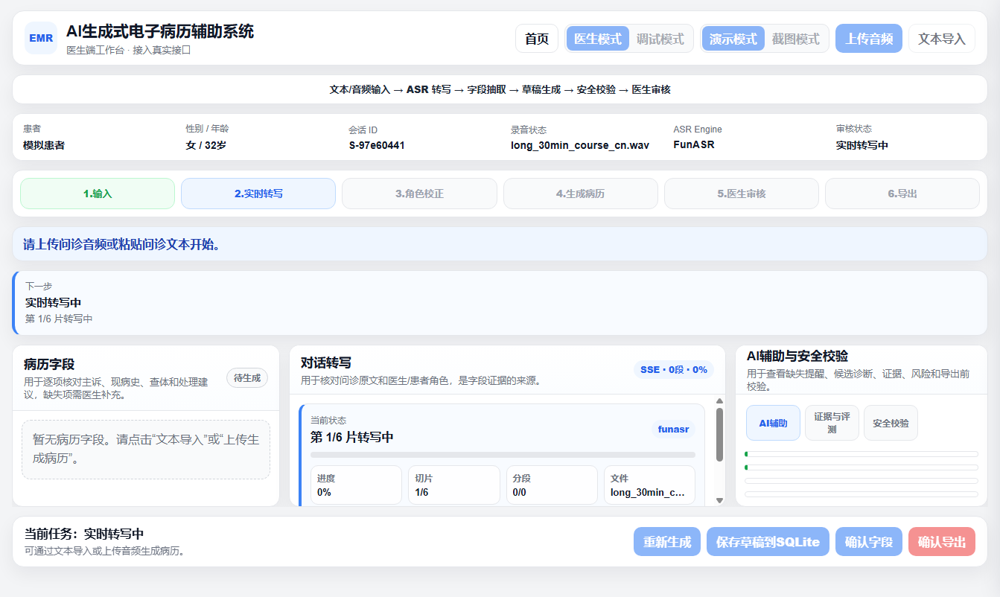 EMR
AI生成式电子病历辅助系统
医生端工作台 · 接入真实接口
首页
医生模式
调试模式
演示模式
截图模式
上传音频
文本导入
文本/音频输入 → ASR 转写 → 字段抽取 → 草稿生成 → 安全校验 → 医生审核
患者
模拟患者
性别 / 年龄
女 / 32岁
会话 ID
S-97e60441
录音状态
long_30min_course_cn.wav
ASR Engine
FunASR
审核状态
实时转写中
1.输入
2.实时转写
3.角色校正
4.生成病历
5.医生审核
6.导出
请上传问诊音频或粘贴问诊文本开始。
下一步
实时转写中
第 1/6 片转写中
病历字段
用于逐项核对主诉、现病史、查体和处理建
议，缺失项需医生补充。
待生成
暂无病历字段。请点击“文本导入”或“上传生
成病历”。
对话转写
用于核对问诊原文和医生/患者角色，是字段证据的来源。
SSE · 0段 · 0%
当前状态
第 1/6 片转写中
funasr
进度
0%
切片
1/6
分段
0/0
文件
long_30min_c...
AI辅助与安全校验
用于查看缺失提醒、候选诊断、证据、风险和导出前
校验。
AI辅助
证据与评
测
安全校验
当前任务：实时转写中
可通过文本导入或上传音频生成病历。
重新生成
保存草稿到SQLite
确认字段
确认导出